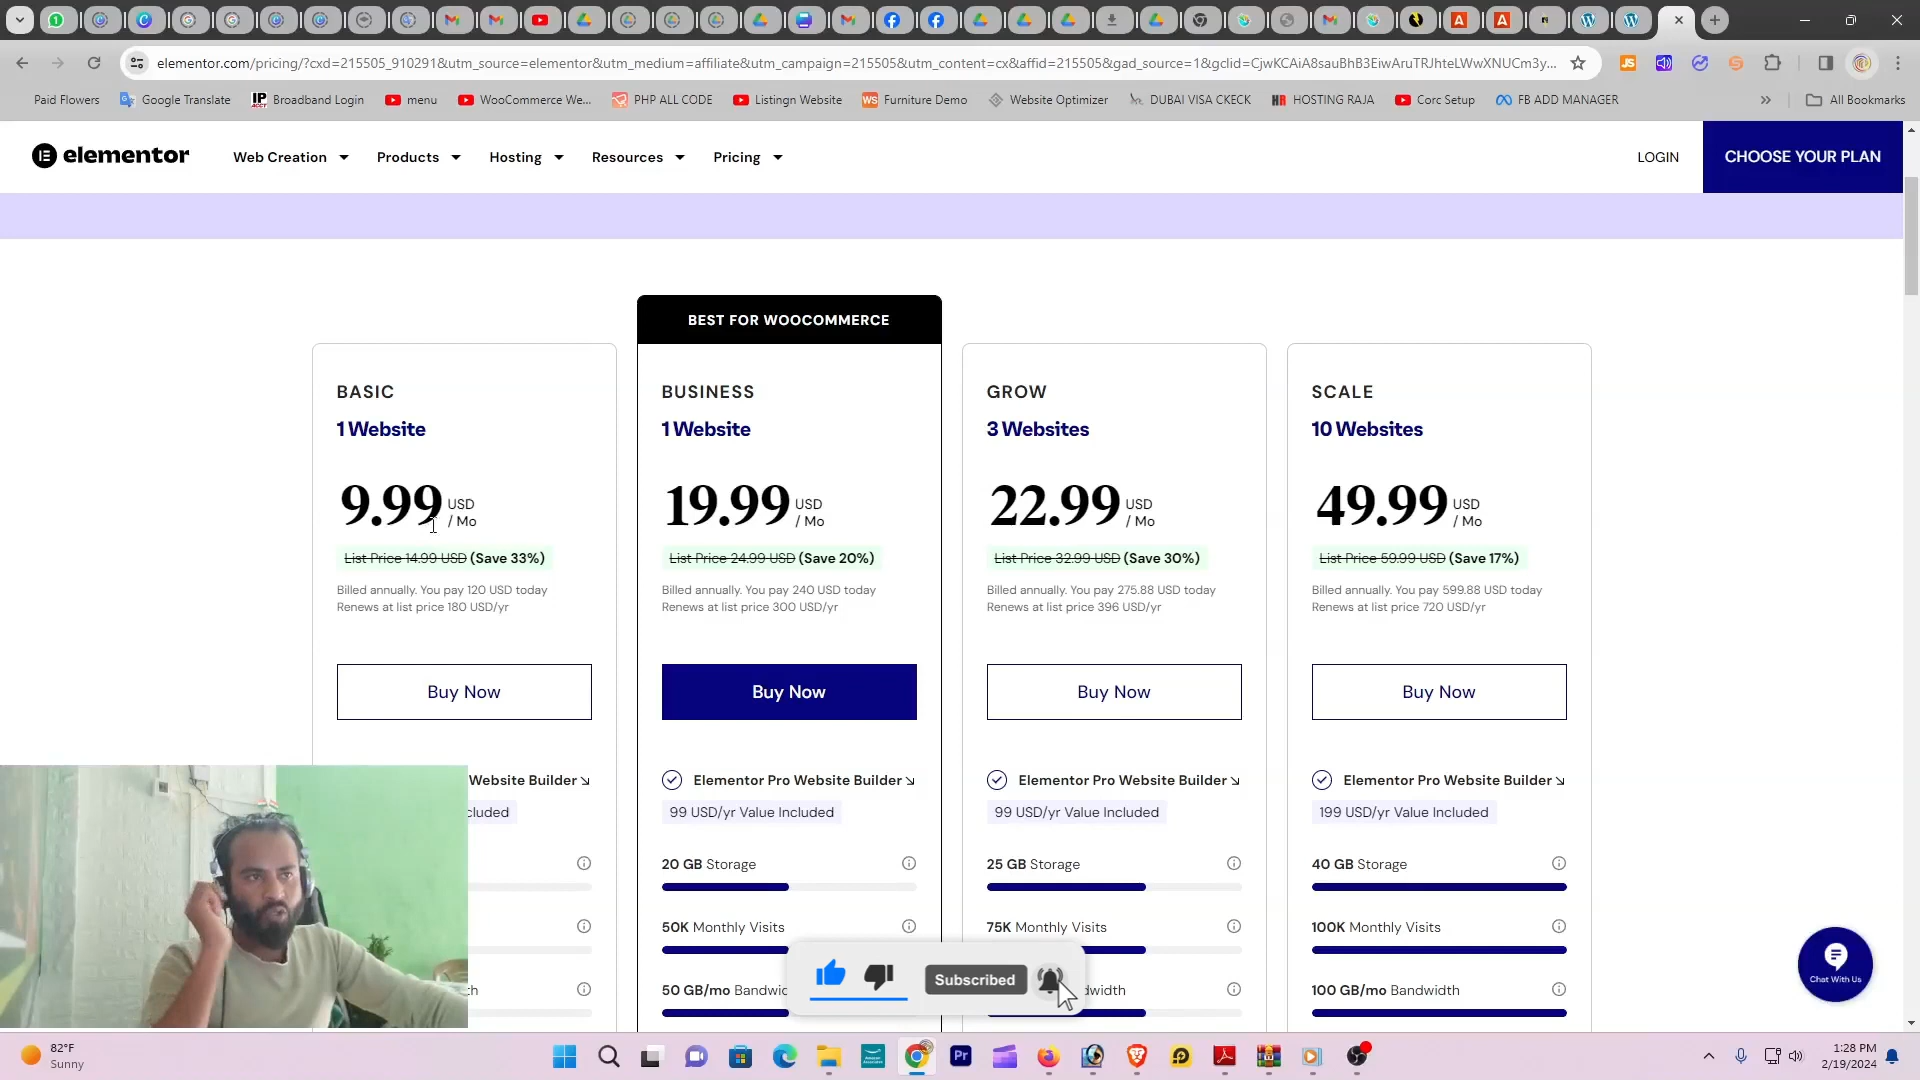 elementor.com/pricing/?cxd=215505_910291&utm_source=elementor&utm_medium=affiliate&utm_campaign=215505&utm_content=cx&affid=215505&gad_source=1&gclid=CjwKCAiA8sauBhB3EiwAruTRJhteLWwXNUCm3y...
Paid Flowers
Google Translate
Broadband Login
menu
WooCommerce We...
PHP ALL CODE
Listingn Website
Furniture Demo
Website Optimizer
DUBAI VISA CKECK
HOSTING RAJA
Corc Setup
FB ADD MANAGER
All Bookmarks
elementor
Web Creation
Products
Hosting
Resources
Pricing
LOGIN
CHOOSE YOUR PLAN
BEST FOR WOOCOMMERCE
BASIC
1 Website
9.99 USD / Mo
List Price 14.99 USD (Save 33%)
Billed annually. You pay 120 USD today
Renews at list price 180 USD/yr
Buy Now
Website Builder
cluded
BUSINESS
1 Website
19.99 USD / Mo
List Price 24.99 USD (Save 20%)
Billed annually. You pay 240 USD today
Renews at list price 300 USD/yr
Buy Now
Elementor Pro Website Builder
99 USD/yr Value Included
20 GB Storage
50K Monthly Visits
50 GB/mo Bandwic
GROW
3 Websites
22.99 USD / Mo
List Price 32.99 USD (Save 30%)
Billed annually. You pay 275.88 USD today
Renews at list price 396 USD/yr
Buy Now
Elementor Pro Website Builder
99 USD/yr Value Included
25 GB Storage
75K Monthly Visits
dwidth
SCALE
10 Websites
49.99 USD / Mo
List Price 59.99 USD (Save 17%)
Billed annually. You pay 599.88 USD today
Renews at list price 720 USD/yr
Buy Now
Elementor Pro Website Builder
199 USD/yr Value Included
40 GB Storage
100K Monthly Visits
100 GB/mo Bandwidth
Subscribed
Chat With Us
82°F
Sunny
1:28 PM
2/19/2024